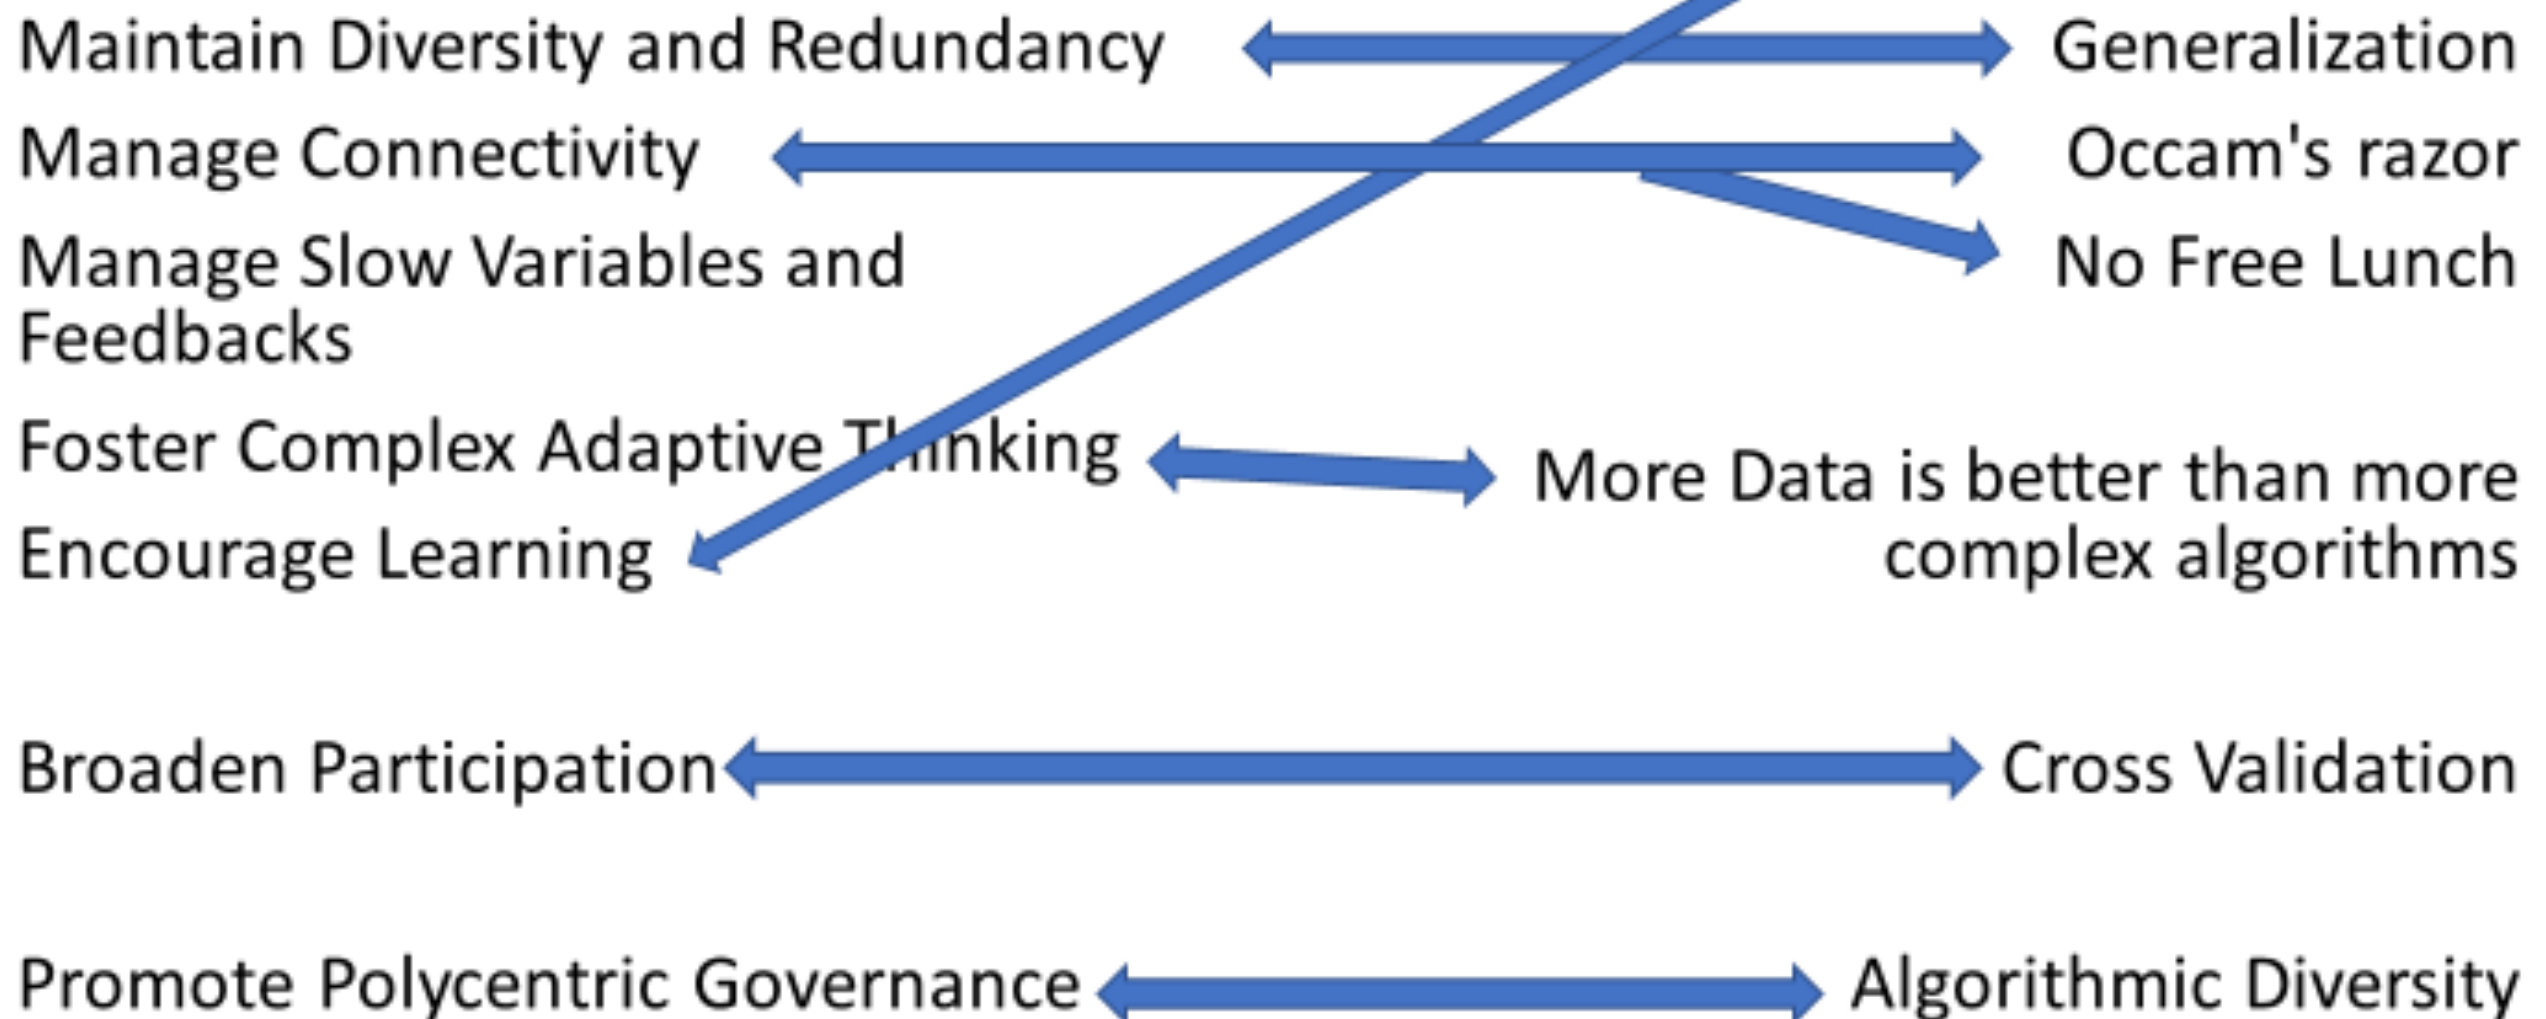 Maintain Diversity and Redundancy
Generalization
Manage Connectivity
Occam's razor
Manage Slow Variables and
Feedbacks
No Free Lunch
Foster Complex Adaptive Thinking
More Data is better than more
complex algorithms
Encourage Learning
Broaden Participation
Cross Validation
Promote Polycentric Governance
Algorithmic Diversity